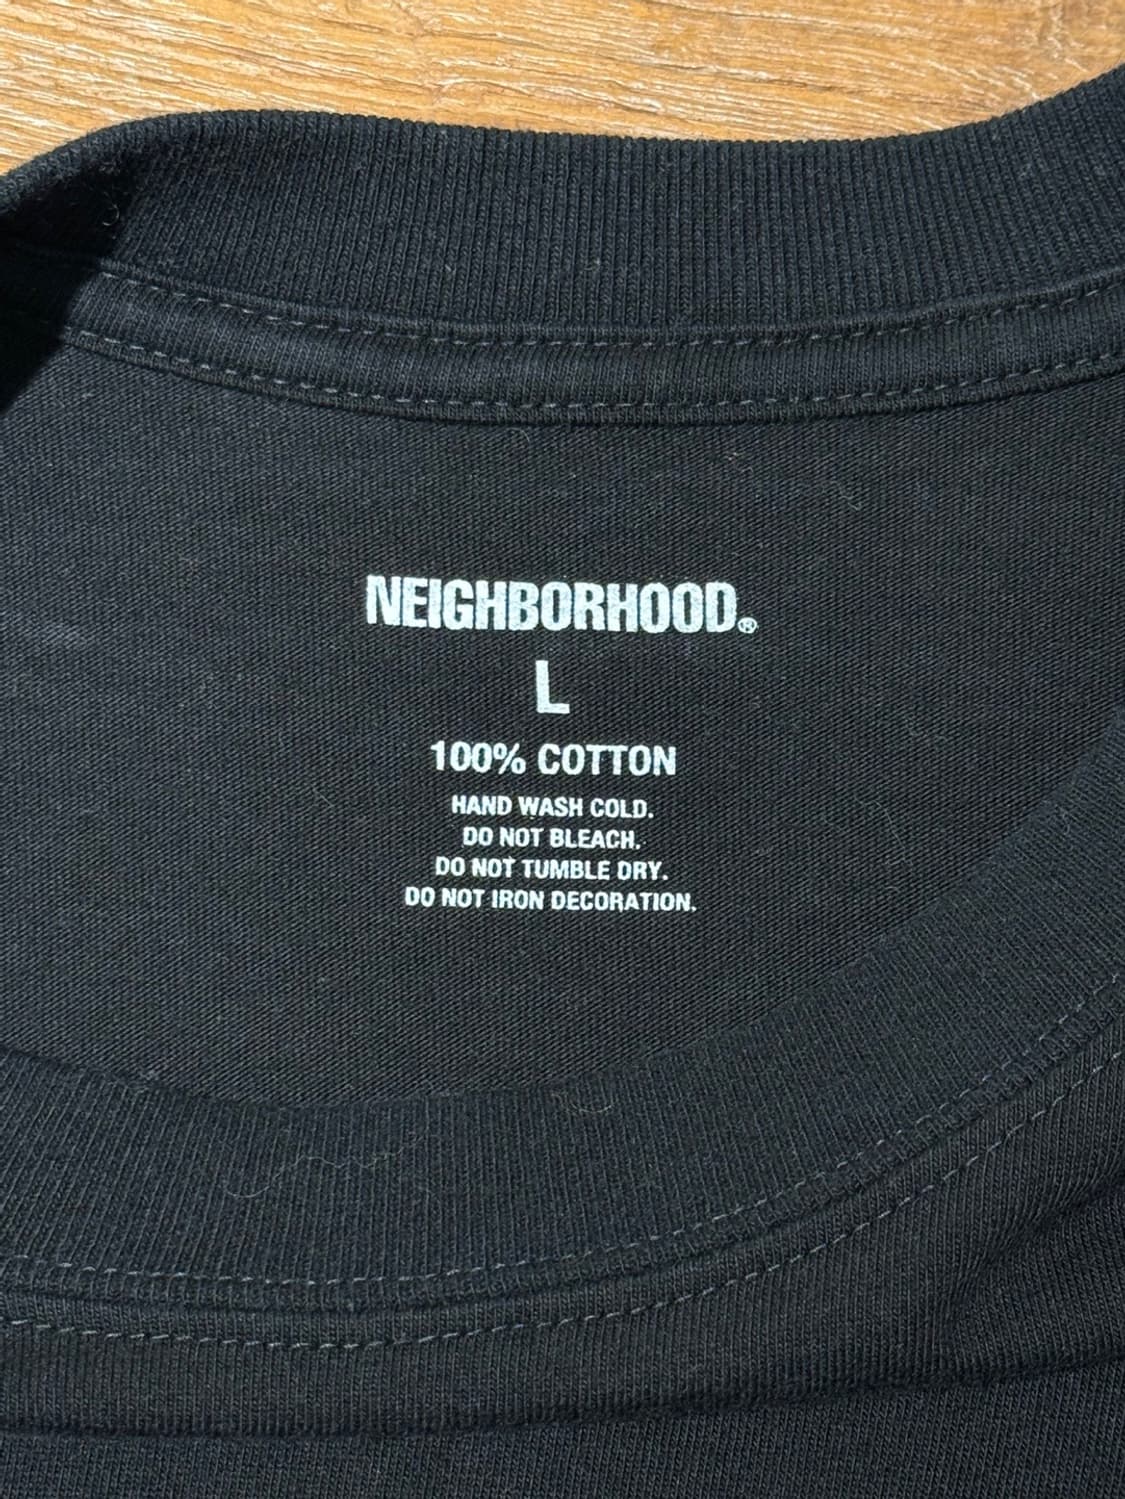 NEIGHBORHOOD®
L
100% COTTON
HAND WASH COLD.
DO NOT BLEACH.
DO NOT TUMBLE DRY.
DO NOT IRON DECORATION.